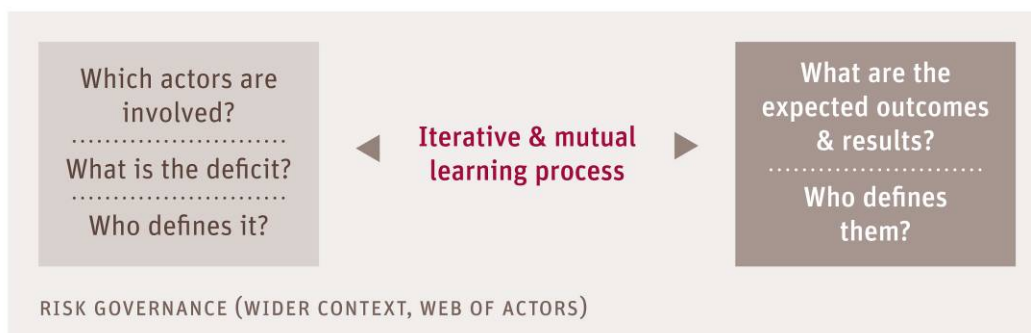 Which actors are
involved?
What is the deficit?
Who defines it?
Iterative & mutual
learning process
What are the
expected outcomes
& results?
Who defines
them?
RISK GOVERNANCE (WIDER CONTEXT, WEB OF ACTORS)